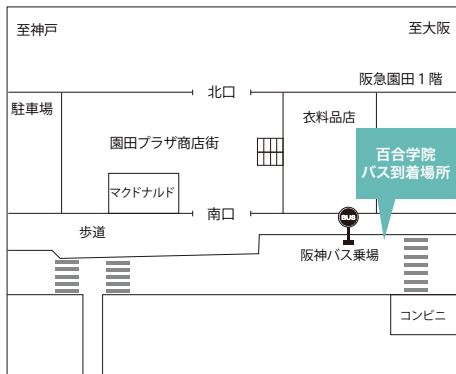 至神戸
至大阪
阪急園田1階
北口
駐車場
衣料品店
園田プラザ商店街
百合学院
バス到着場所
マクドナルド
南口
BUS
歩道
阪神バス乗場
コンビニ